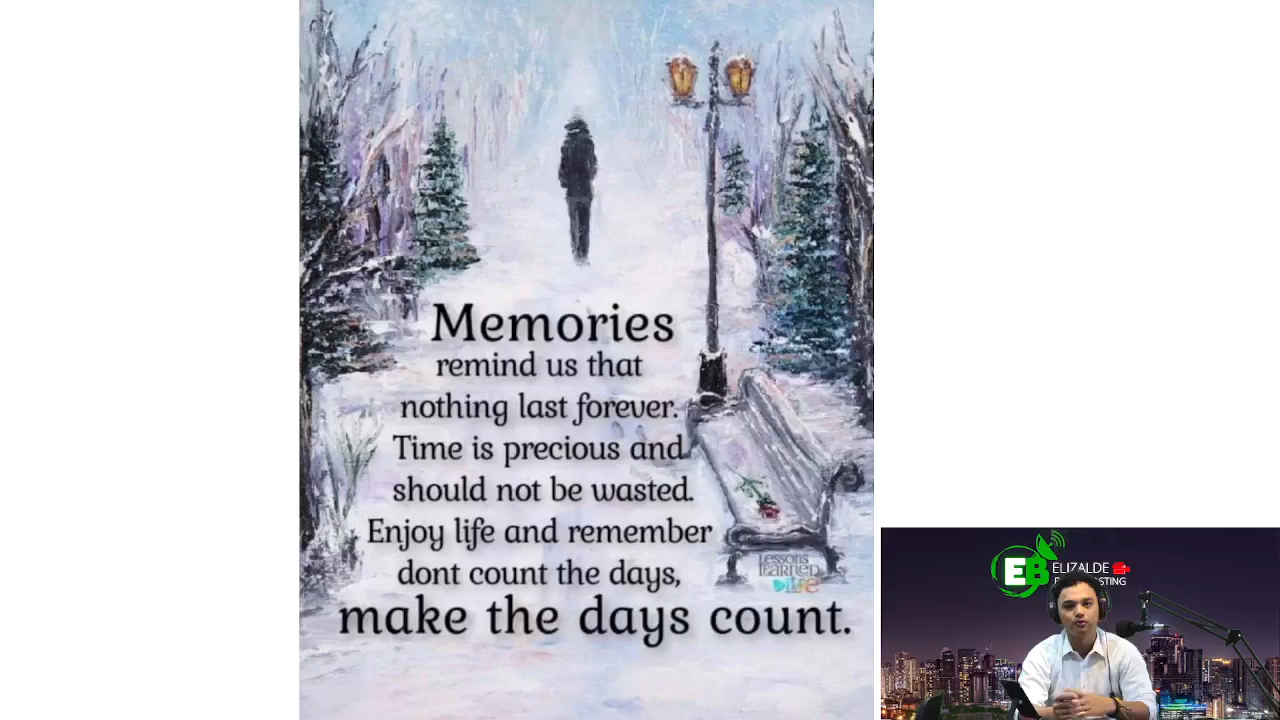 Memories
remind us that
nothing last forever.
Time is precious and
should not be wasted.
Enjoy life and remember
dont count the days,
make the days count.
Lessons
Learned
Life
EB
ELIZALDE